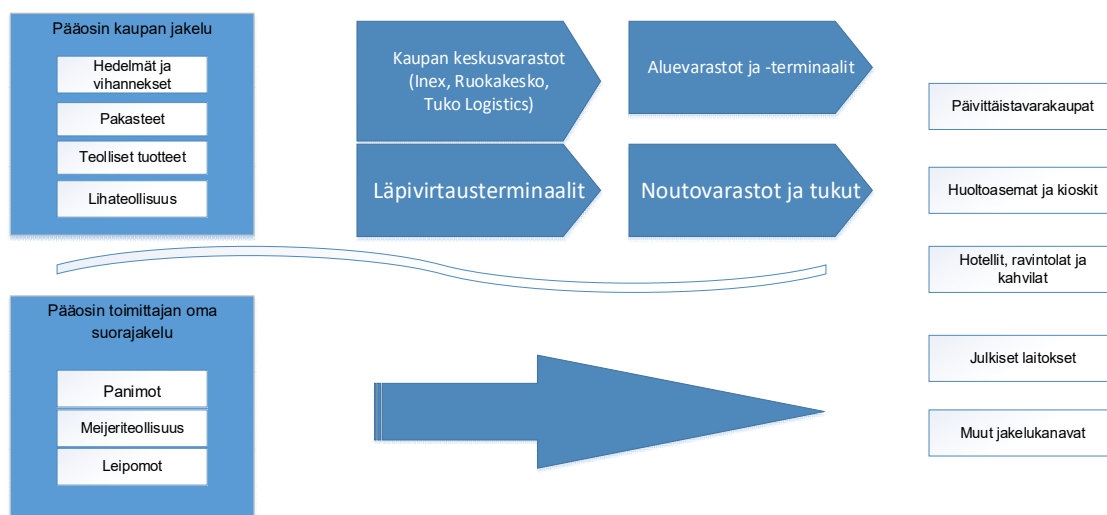 Pääosin kaupan jakelu
Hedelmät ja
vihannekset
Pakasteet
Teolliset tuotteet
Lihateollisuus
Kaupan keskusvarastot
(Inex, Ruokakesko,
Tuko Logistics)
Aluevarastot ja -terminaalit
Läpivirtausterminaalit
Noutovarastot ja tukut
Pääosin toimittajan oma
suorajakelu
Panimot
Meijeriteollisuus
Leipomot
Päivittäistavarakaupat
Huoltoasemat ja kioskit
Hotellit, ravintolat ja
kahvilat
Julkiset laitokset
Muut jakelukanavat